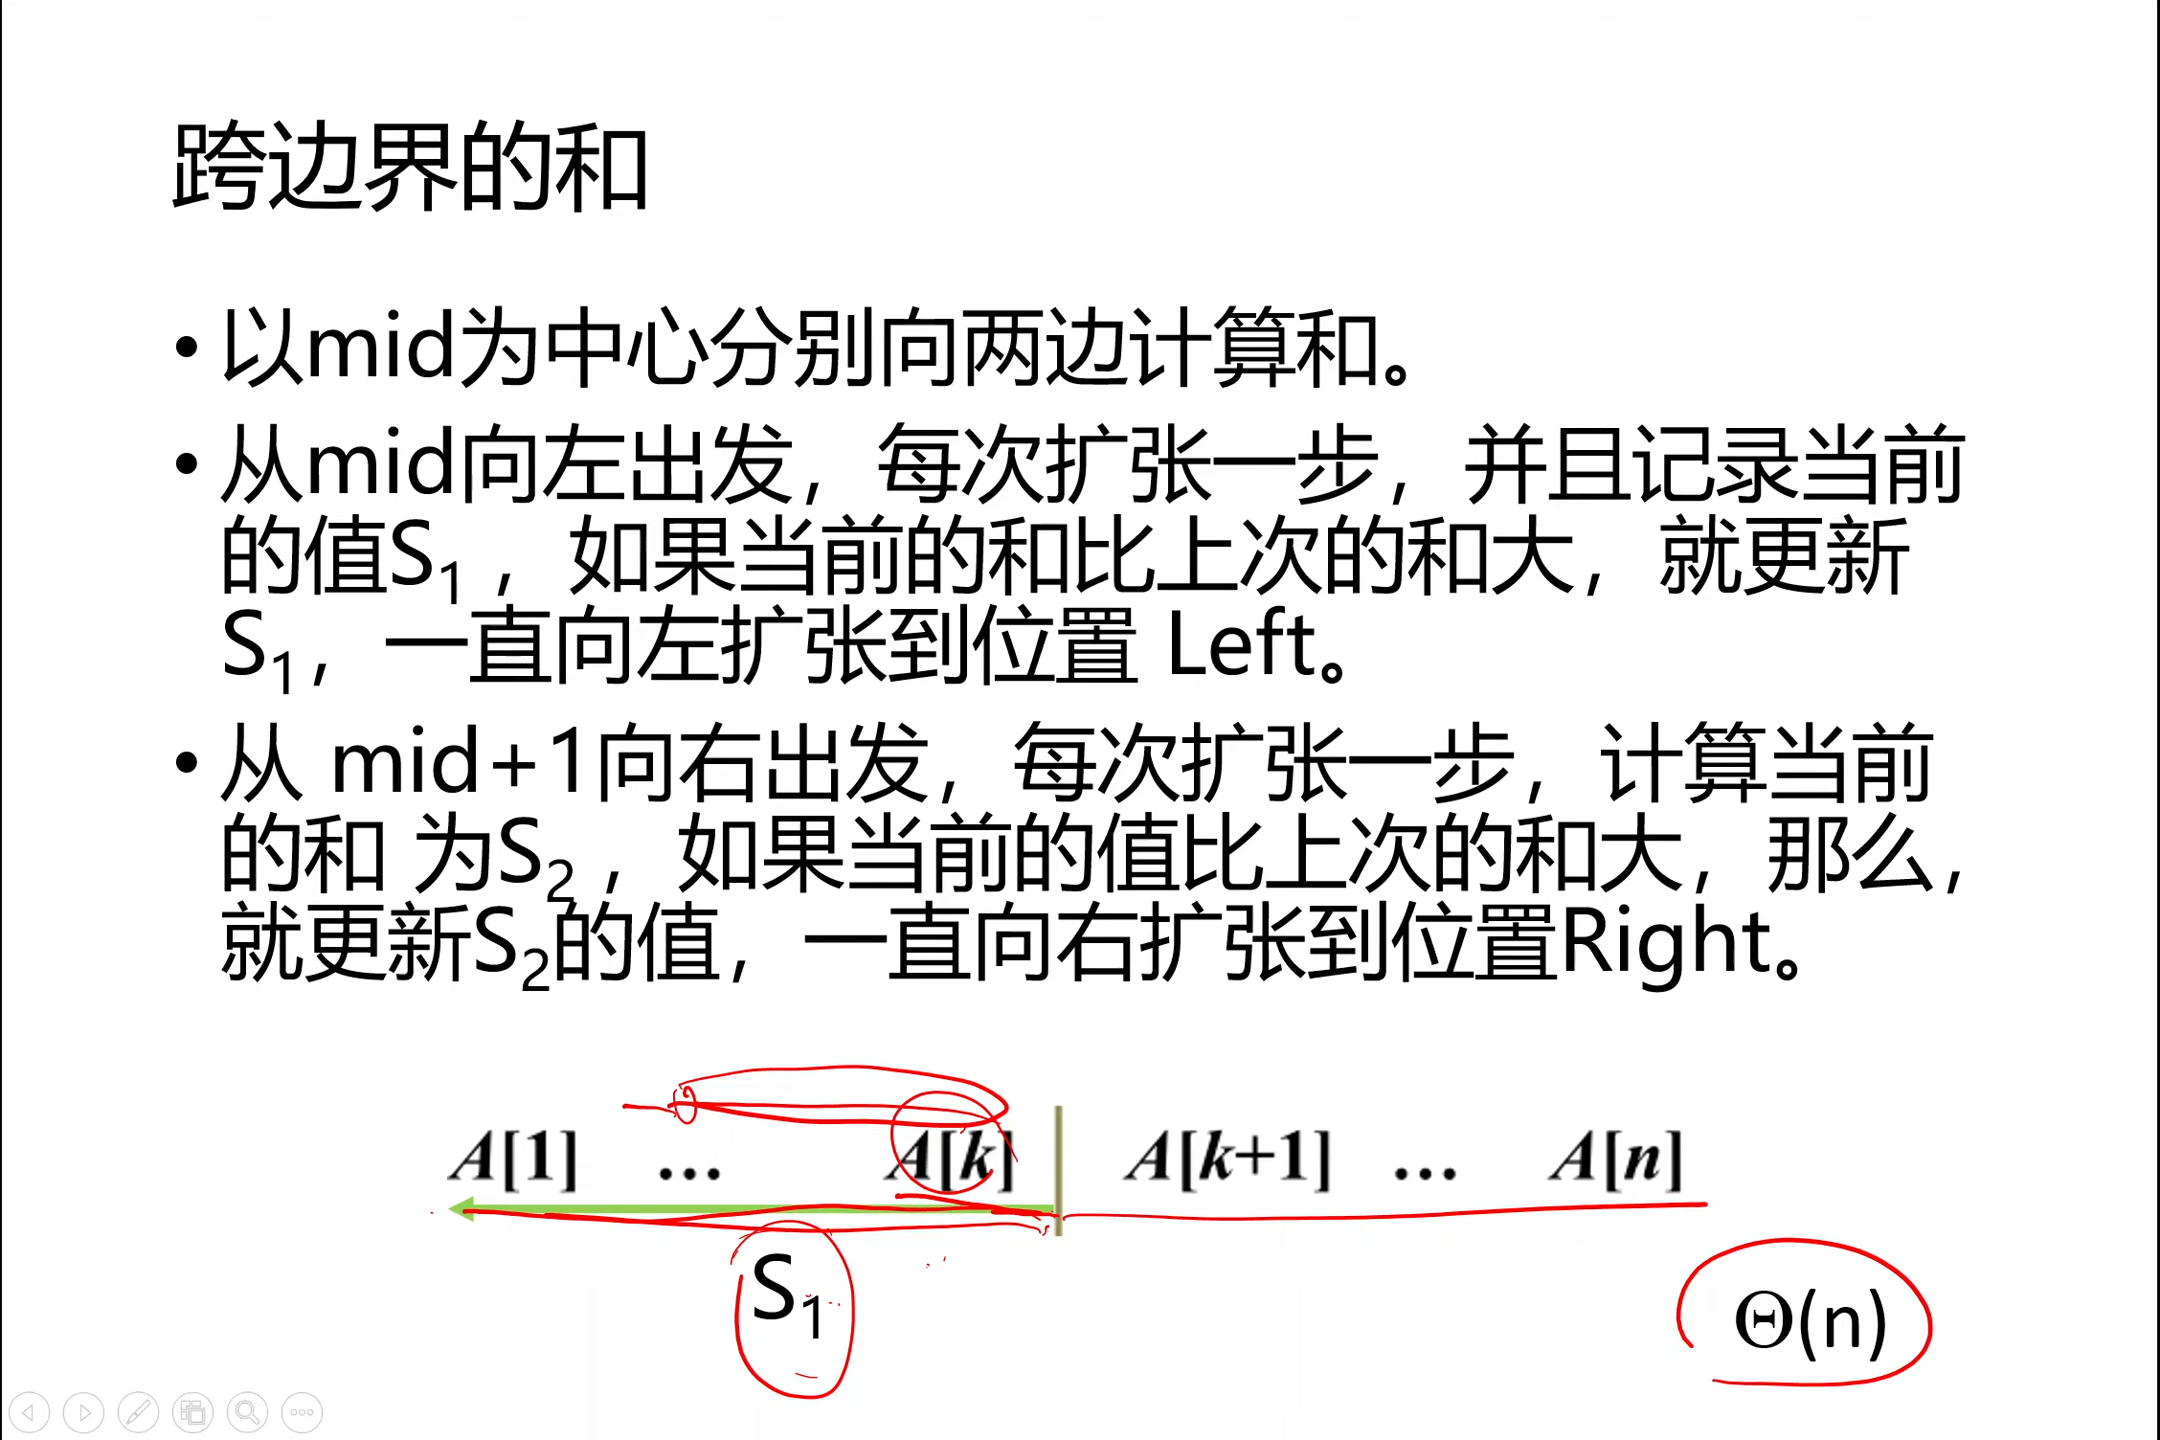 跨边界的和
• 以mid为中心分别向两边计算和。
• 从mid向左出发，每次扩张一步，并且记录当前
的值S₁，如果当前的和比上次的和大，就更新
S₁，一直向左扩张到位置 Left。
• 从 mid+1向右出发，每次扩张一步，计算当前
的和 为S₂，如果当前的值比上次的和大，那么，
就更新S₂的值，一直向右扩张到位置Right。
A[1] … A[k] A[k+1] … A[n]
S₁
Θ(n)